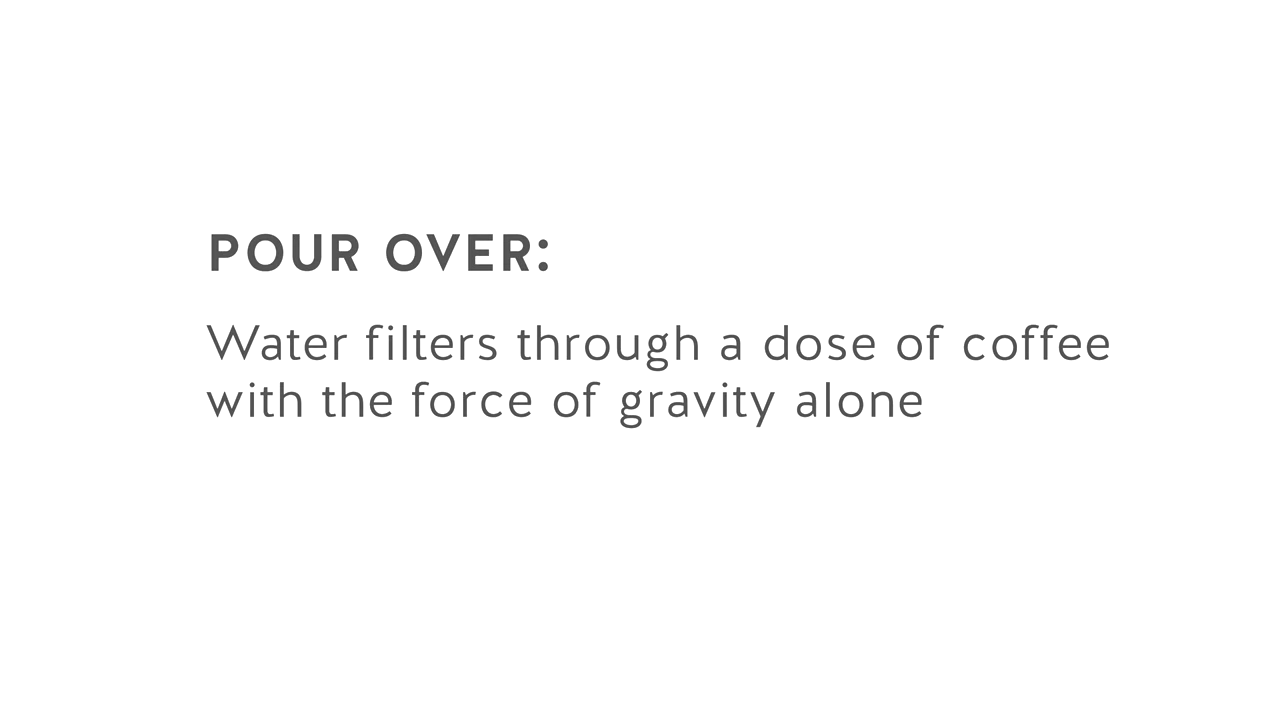 POUR OVER:
Water filters through a dose of coffee
with the force of gravity alone